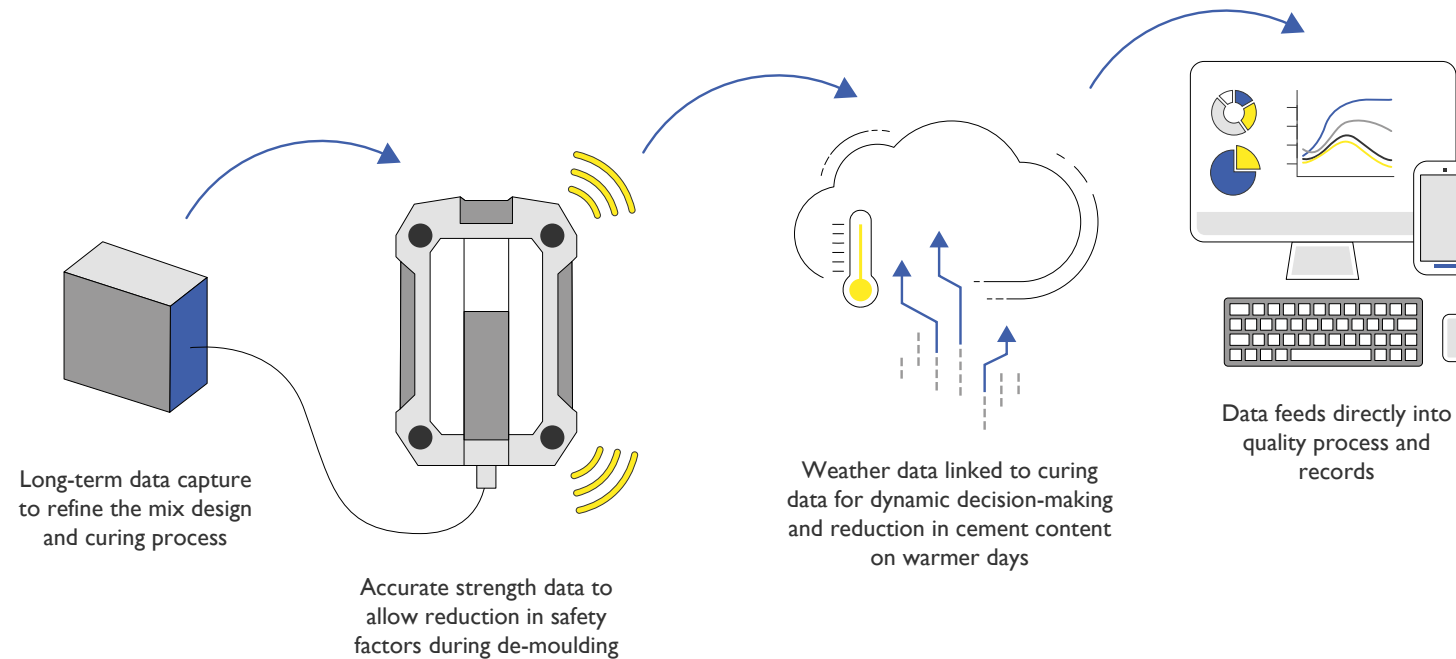 Long-term data capture
to refine the mix design
and curing process
Accurate strength data to
allow reduction in safety
factors during de-moulding
Weather data linked to curing
data for dynamic decision-making
and reduction in cement content
on warmer days
Data feeds directly into
quality process and
records